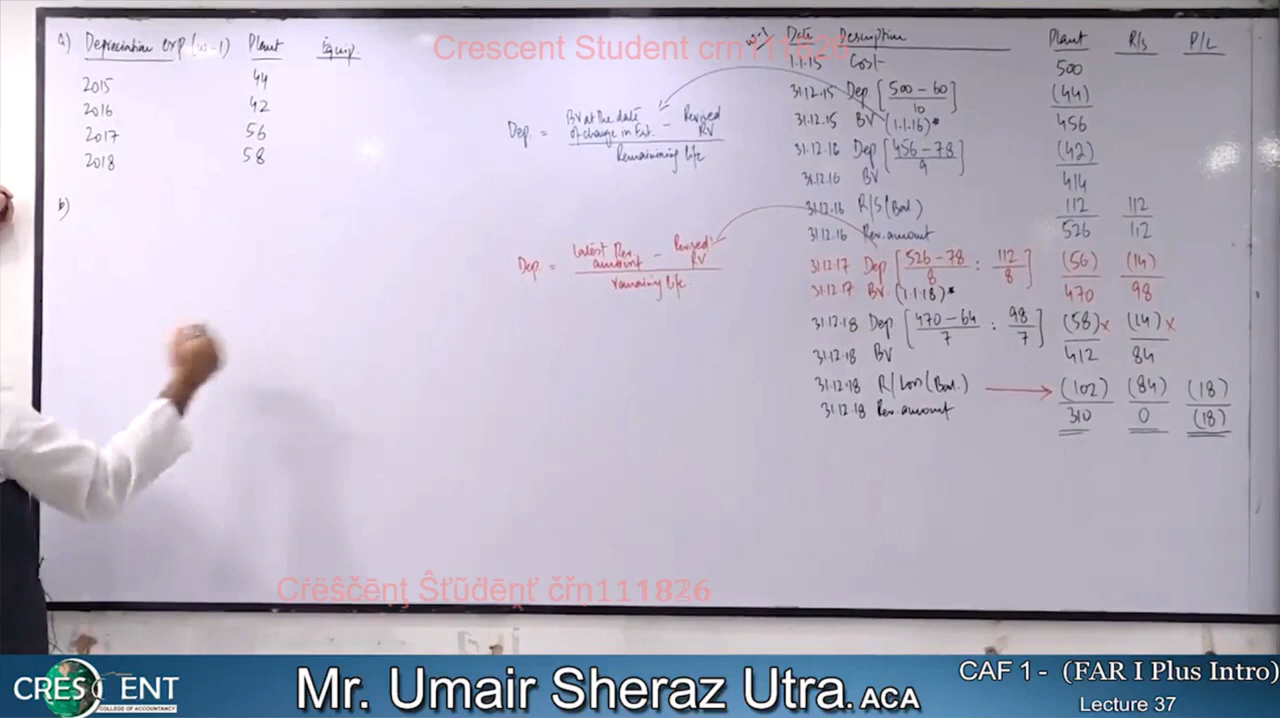 a) Depreciation exp (w-1) Plant Equip
2015 44
2016 42
2017 56
2018 58
b)
Dep. = BV at the date of change in Est. - Revised RV
Remaining life
Dep. = Latest Rev. amount - Revised RV
remaining life
w-1 Date Description Plant R/S P/L
1.1.15 Cost 500
31.12.15 Dep [500 - 60 / 10] (44)
31.12.15 BV (1.1.16)* 456
31.12.16 Dep [456 - 78 / 9] (42)
31.12.16 BV 414
31.12.16 R/S (Bal.) 112 112
31.12.16 Rev. amount 526 112
31.12.17 Dep [526 - 78 / 8 : 112 / 8] (56) (14)
31.12.17 BV. (1.1.18)* 470 98
31.12.18 Dep [470 - 64 / 7 : 98 / 7] (58)x (14)x
31.12.18 BV 412 84
31.12.18 R/Loss (Bal.) (102) (84) (18)
31.12.18 Rev. amount 310 0 (18)
Crescent Student crn111826
Cṙëŝčēņţ Ŝťũďēņť čřņ111826
CRESCENT
COLLEGE OF ACCOUNTANCY
Mr. Umair Sheraz Utra. ACA
CAF 1 - (FAR I Plus Intro)
Lecture 37